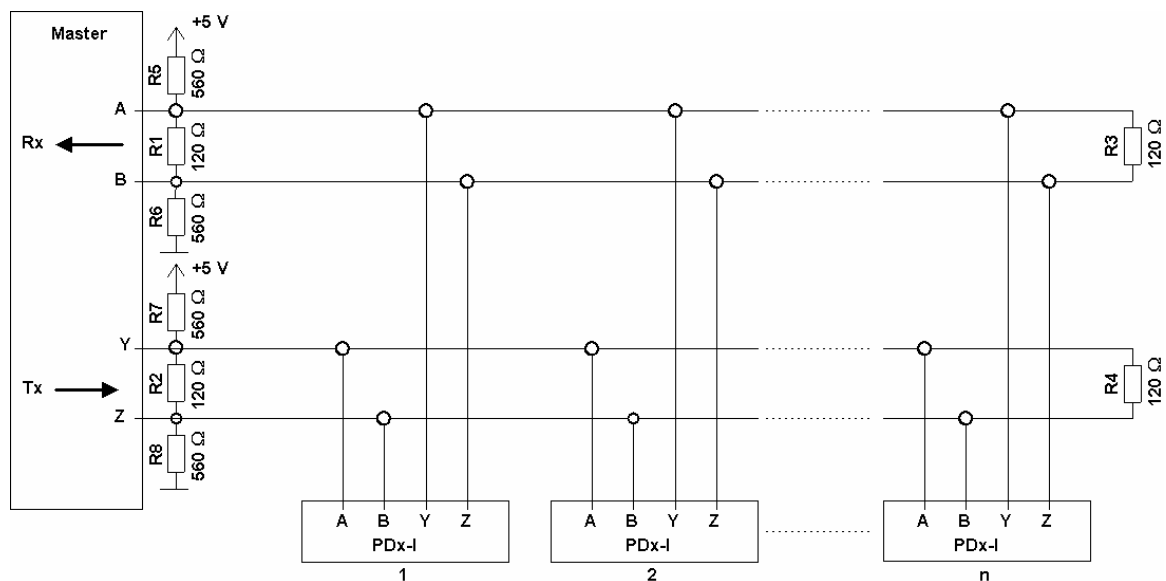 Master
+5 V
R5
560 Ω
A
R1
120 Ω
Rx
B
R6
560 Ω
R3
120 Ω
+5 V
R7
560 Ω
Y
R2
120 Ω
Tx
Z
R8
560 Ω
R4
120 Ω
A B Y Z
PDx-I
1
A B Y Z
PDx-I
2
A B Y Z
PDx-I
n